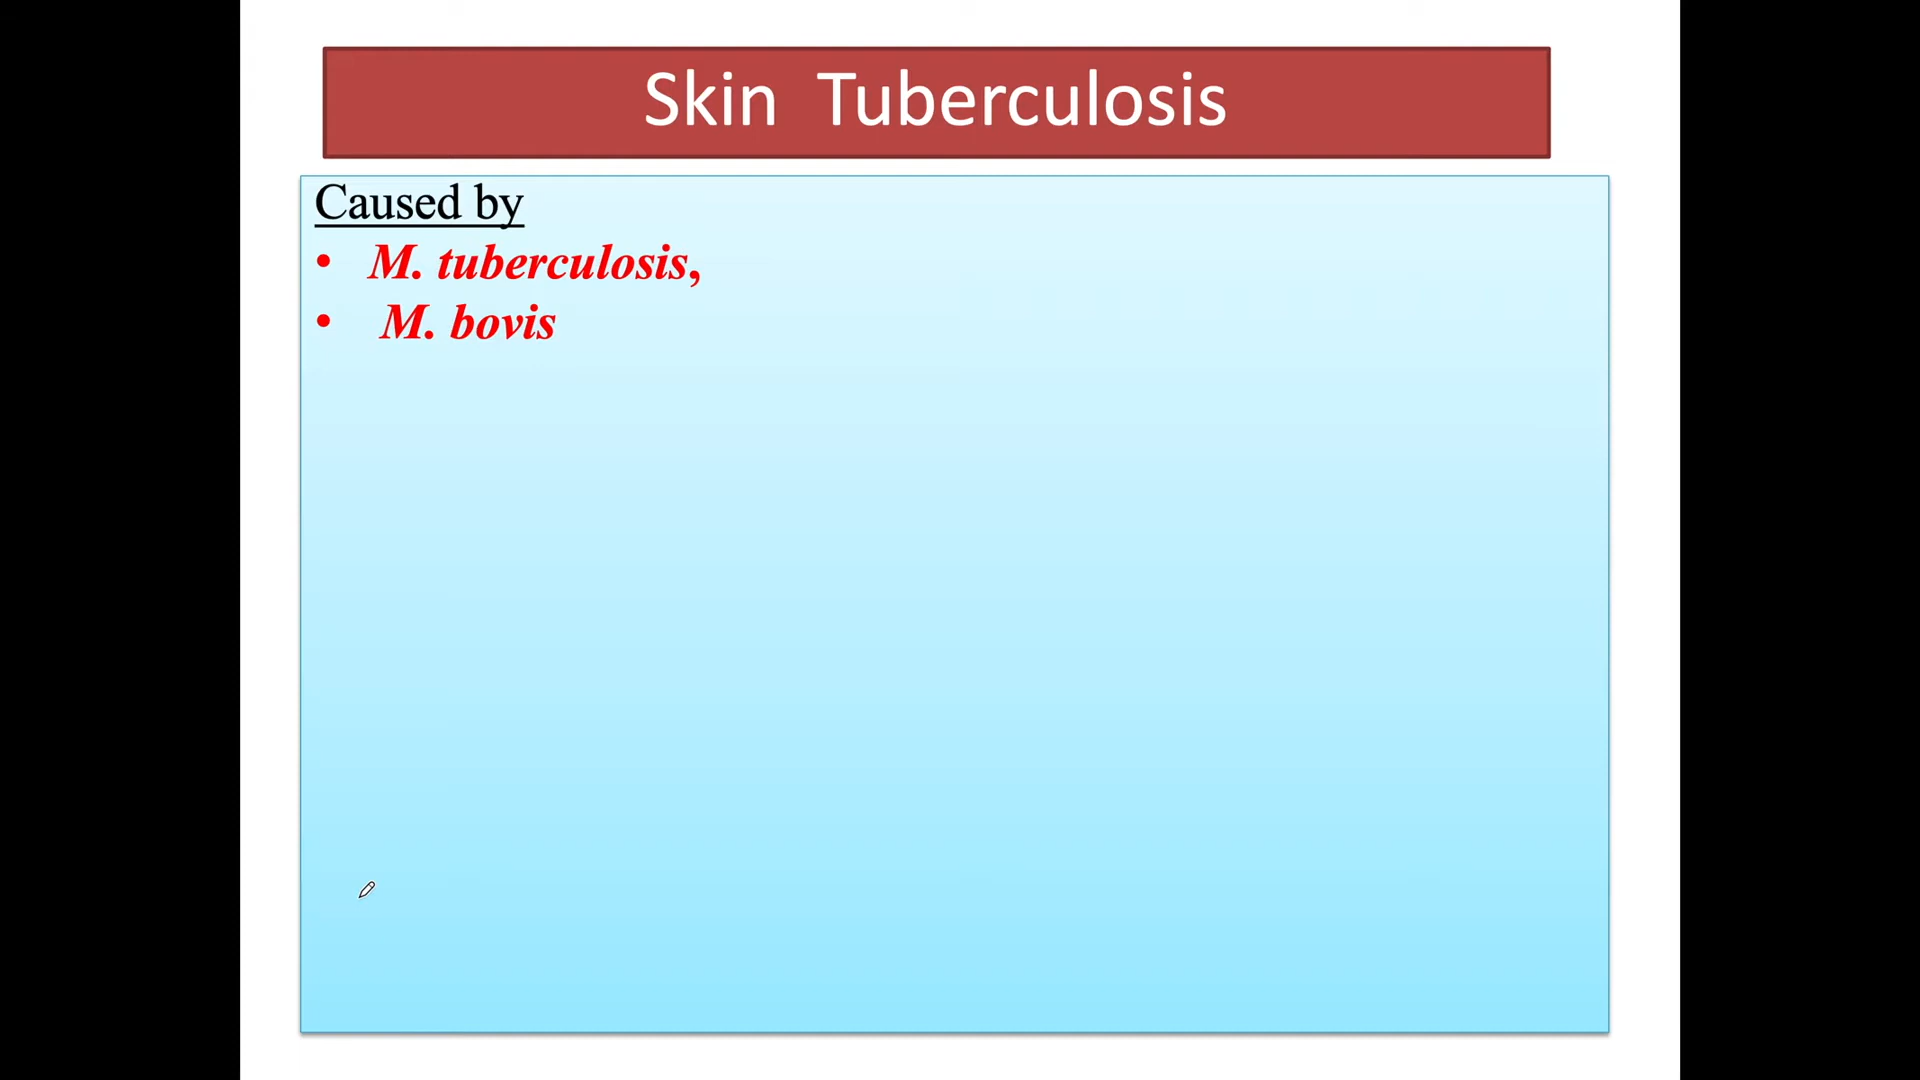 Skin Tuberculosis
Caused by
• M. tuberculosis,
• M. bovis